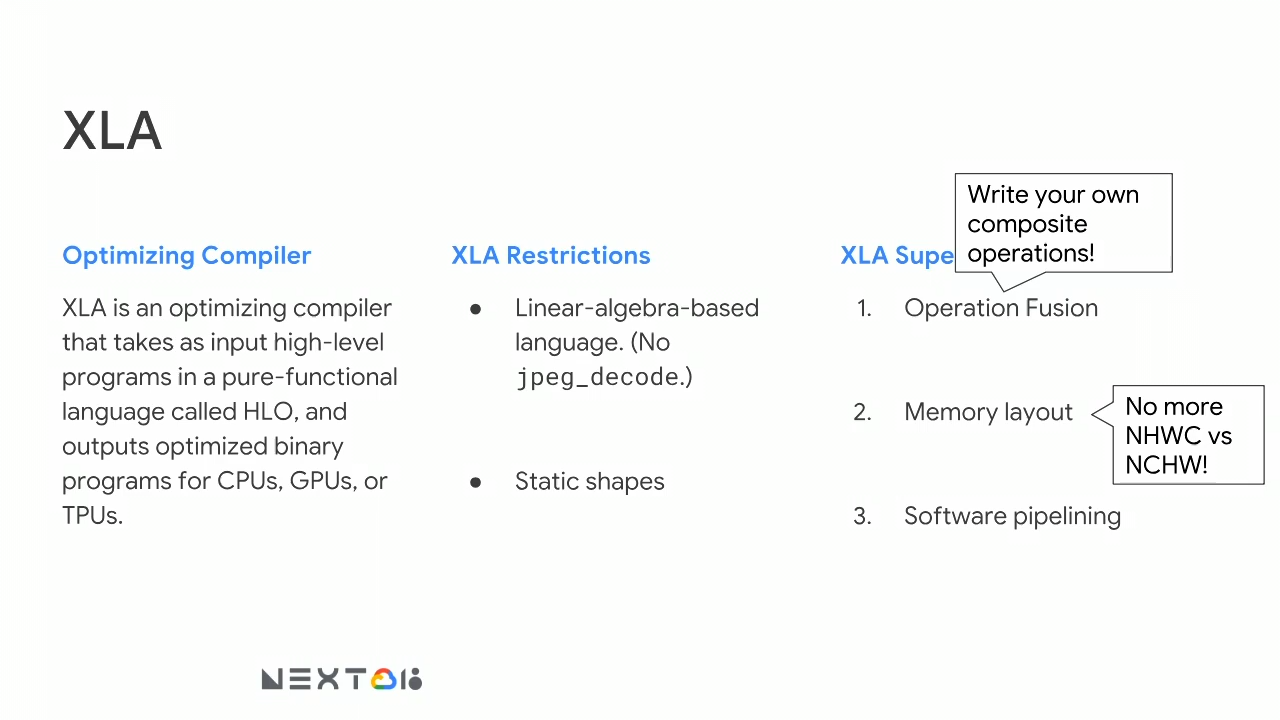 XLA
Optimizing Compiler
XLA is an optimizing compiler
that takes as input high-level
programs in a pure-functional
language called HLO, and
outputs optimized binary
programs for CPUs, GPUs, or
TPUs.
XLA Restrictions
● Linear-algebra-based
language. (No
jpeg_decode.)
● Static shapes
XLA Supe
Write your own
composite
operations!
1. Operation Fusion
2. Memory layout
No more
NHWC vs
NCHW!
3. Software pipelining
NEXT 18